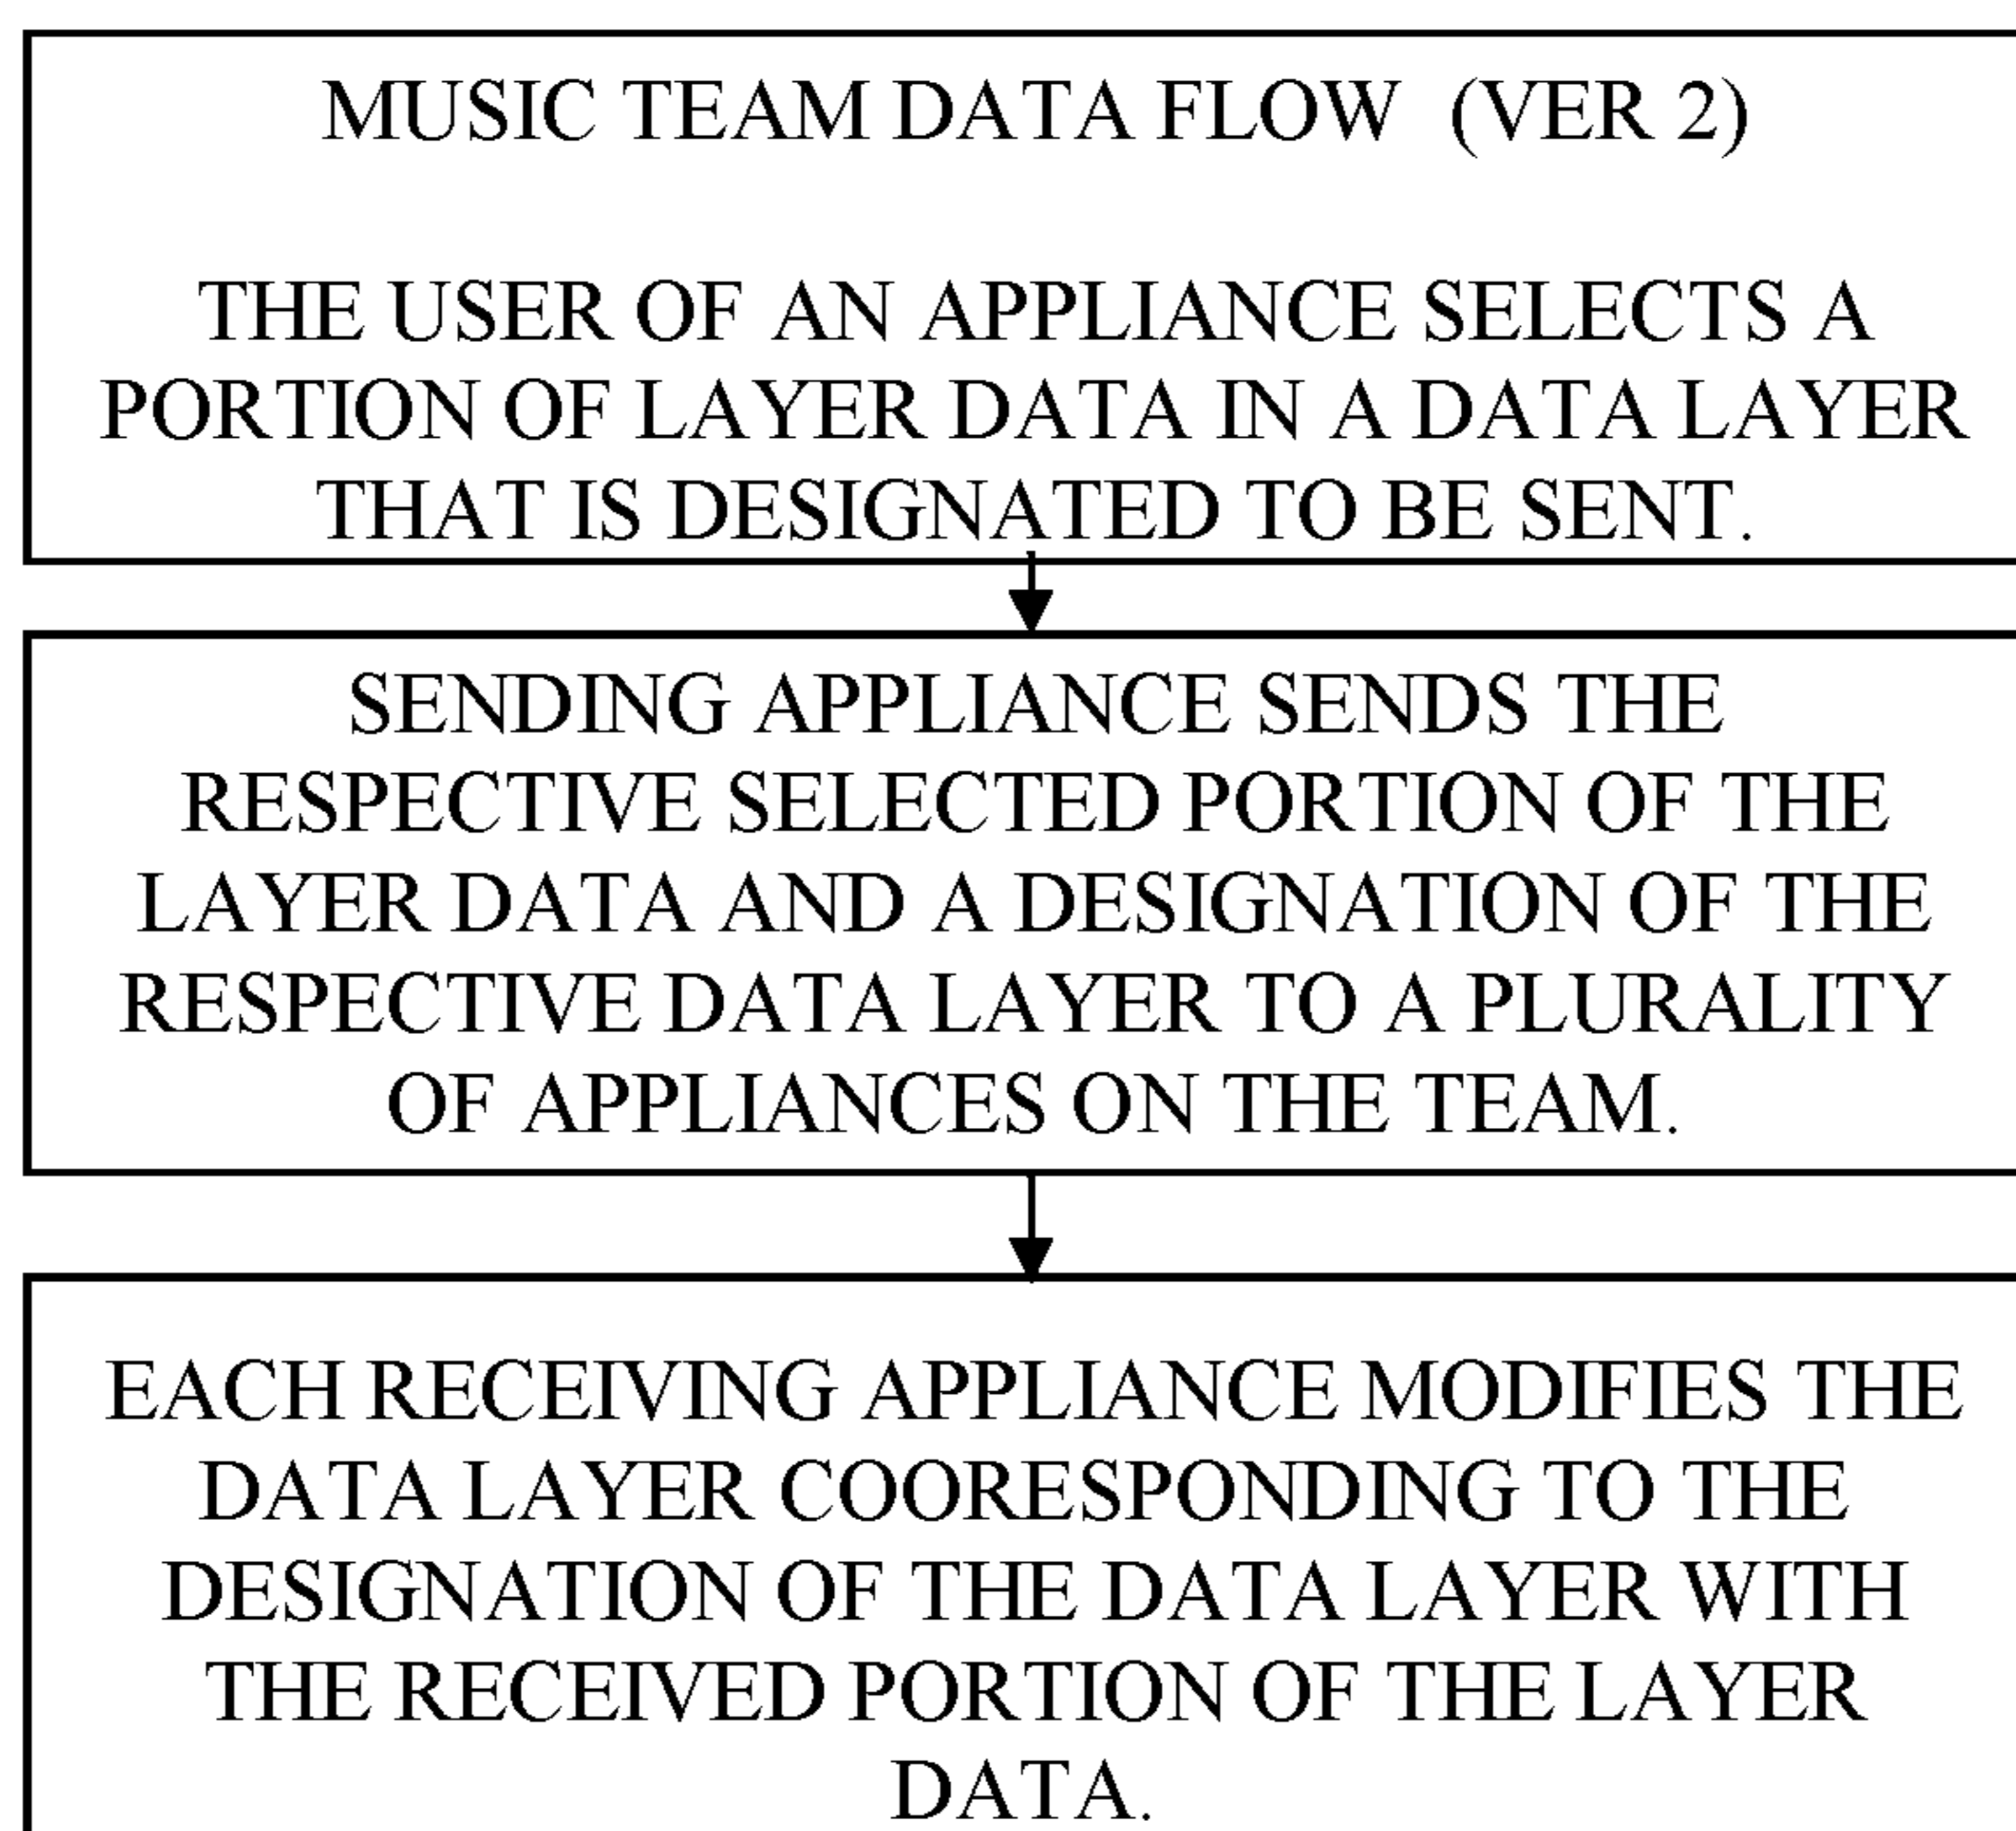 MUSIC TEAM DATA FLOW (VER 2)
THE USER OF AN APPLIANCE SELECTS A
PORTION OF LAYER DATA IN A DATA LAYER
THAT IS DESIGNATED TO BE SENT.
SENDING APPLIANCE SENDS THE
RESPECTIVE SELECTED PORTION OF THE
LAYER DATA AND A DESIGNATION OF THE
RESPECTIVE DATA LAYER TO A PLURALITY
OF APPLIANCES ON THE TEAM.
EACH RECEIVING APPLIANCE MODIFIES THE
DATA LAYER COORESPONDING TO THE
DESIGNATION OF THE DATA LAYER WITH
THE RECEIVED PORTION OF THE LAYER
DATA.